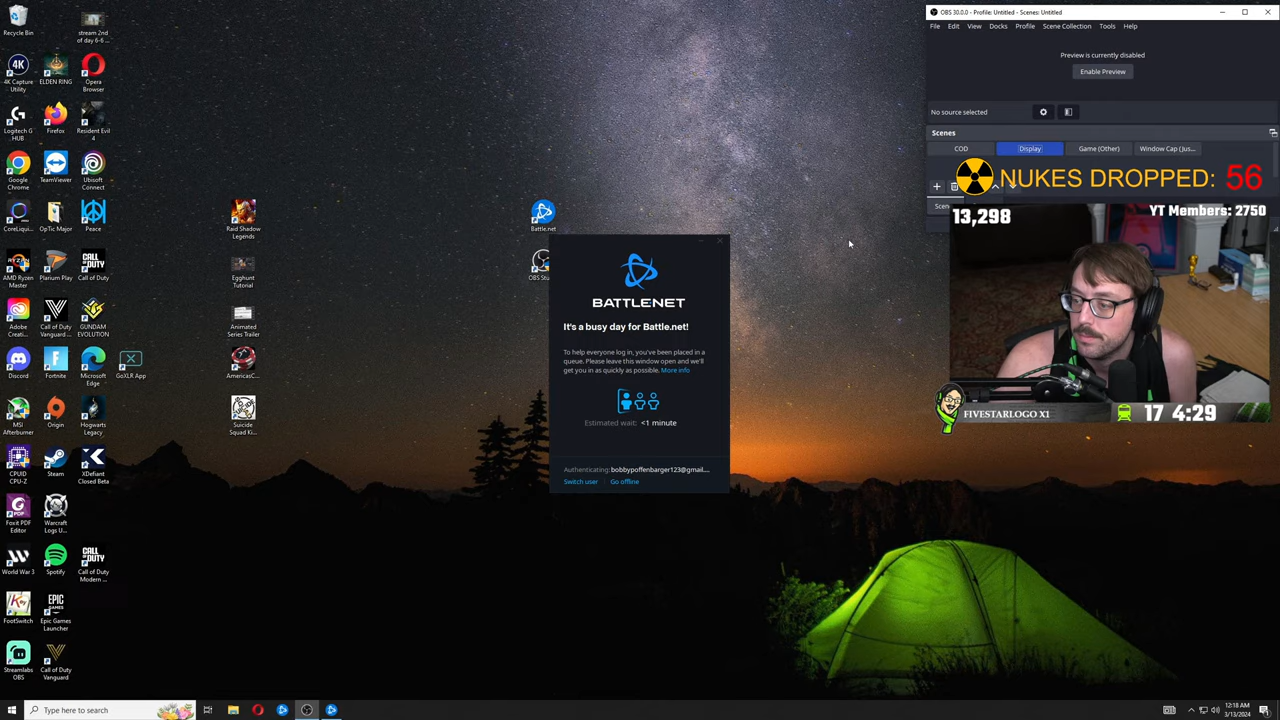 Recycle Bin
stream 2nd
of day 6-6 ...
4K Capture
Utility
ELDEN RING
Opera
Browser
Logitech G
HUB
Firefox
Resident Evil
4
Google
Chrome
TeamViewer
Ubisoft
Connect
CoreLiqui...
OpTic Major
Peace
AMD Ryzen
Master
Plarium Play
Call of Duty
Adobe
Creati...
Call of Duty
Vanguard ...
GUNDAM
EVOLUTION
Discord
Fortnite
Microsoft
Edge
GoXLR App
MSI
Afterburner
Origin
Hogwarts
Legacy
CPUID
CPU-Z
Steam
XDefiant
Closed Beta
Foxit PDF
Editor
Warcraft
Logs U...
World War 3
Spotify
Call of Duty
Modern ...
FootSwitch
Epic Games
Launcher
Streamlabs
OBS
Call of Duty
Vanguard
Raid Shadow
Legends
Egghunt
Tutorial
Animated
Series Trailer
AmericasC...
Suicide
Squad Ki...
Battle.net
OBS Stu
BATTLENET
It's a busy day for Battle.net!
To help everyone log in, you've been placed in a
queue. Please leave this window open and we'll
get you in as quickly as possible. More info
Estimated wait: <1 minute
Authenticating: bobbypoffenbarger123@gmail....
Switch user Go offline
OBS 30.0.0 - Profile: Untitled - Scenes: Untitled
File Edit View Docks Profile Scene Collection Tools Help
Preview is currently disabled
Enable Preview
No source selected
Scenes
COD Display Game (Other) Window Cap (Jus...
NUKES DROPPED: 56
Scen
13,298 YT Members: 2750
FIVESTARLOGO X1 17 4:29
Type here to search
12:18 AM
3/13/2024